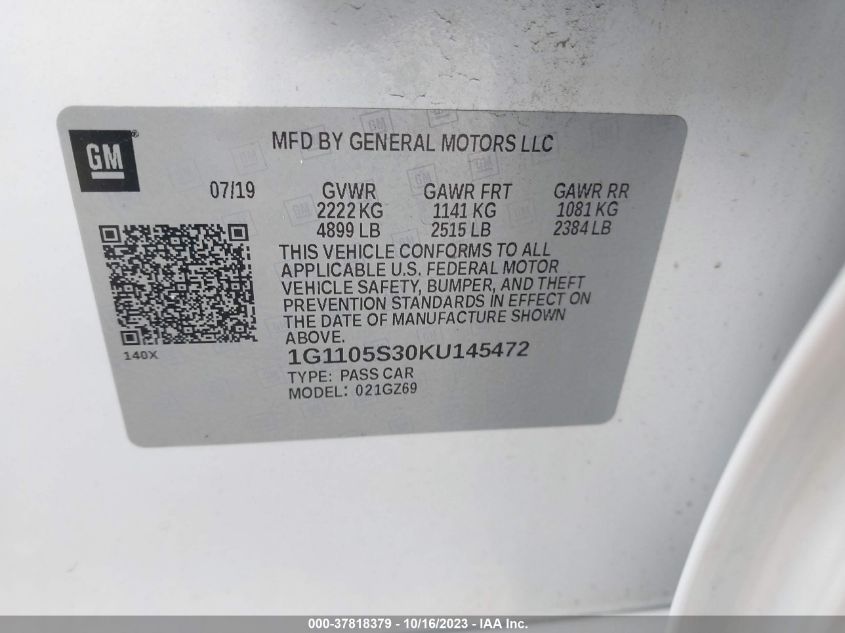 GM®
MFD BY GENERAL MOTORS LLC
07/19 GVWR GAWR FRT GAWR RR
2222 KG 1141 KG 1081 KG
4899 LB 2515 LB 2384 LB
THIS VEHICLE CONFORMS TO ALL
APPLICABLE U.S. FEDERAL MOTOR
VEHICLE SAFETY, BUMPER, AND THEFT
PREVENTION STANDARDS IN EFFECT ON
THE DATE OF MANUFACTURE SHOWN
ABOVE.
140X
1G1105S30KU145472
TYPE: PASS CAR
MODEL: 021GZ69
000-37818379 - 10/16/2023 - IAA Inc.